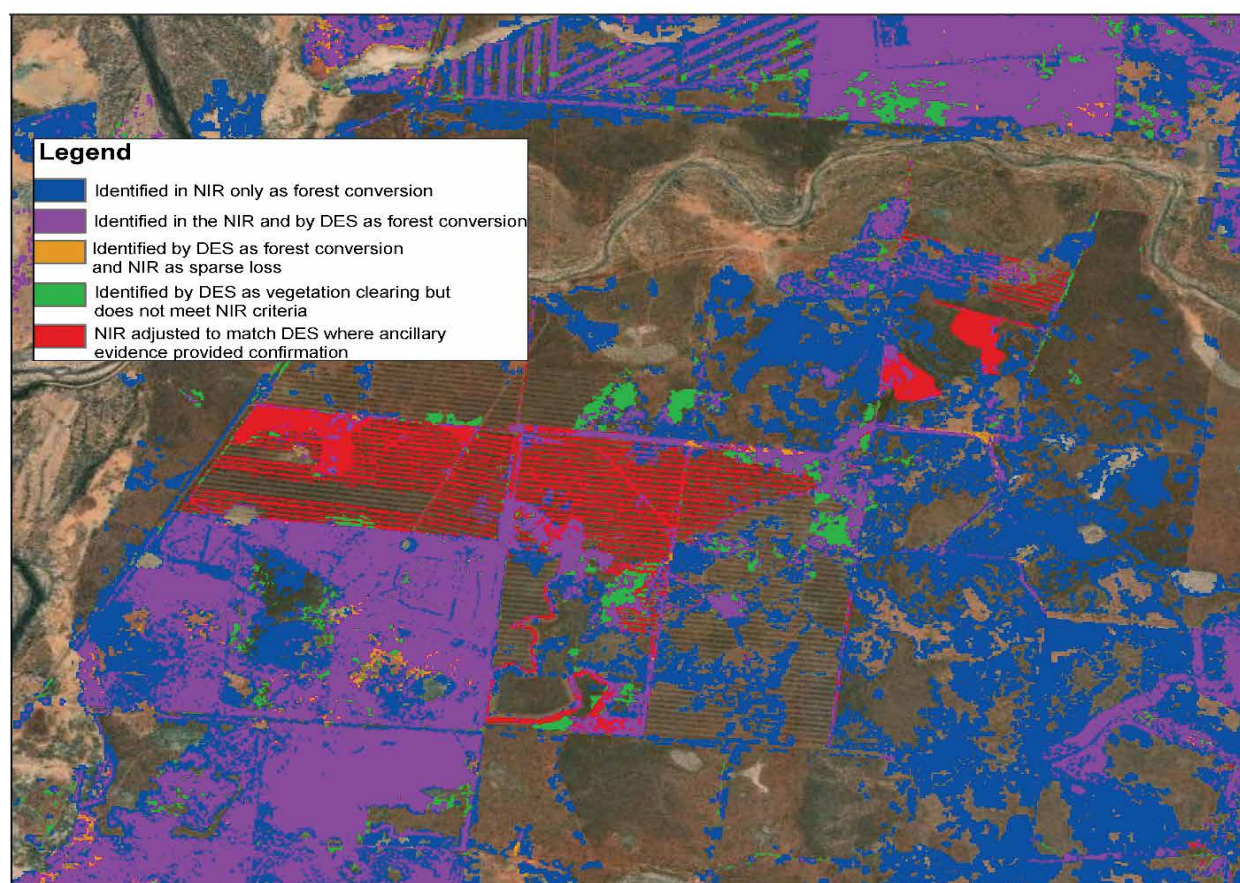 Legend
Identified in NIR only as forest conversion
Identified in the NIR and by DES as forest conversion
Identified by DES as forest conversion
and NIR as sparse loss
Identified by DES as vegetation clearing but
does not meet NIR criteria
NIR adjusted to match DES where ancillary
evidence provided confirmation